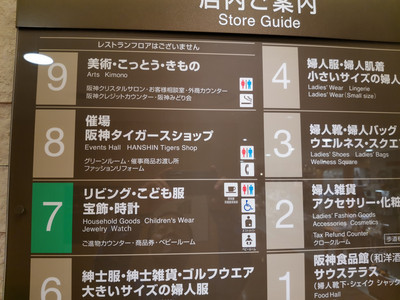 店内ご案内
Store Guide
レストランフロアはございません
9
美術・こっとう・きもの
Arts Kimono
阪神クリスタルサロン・お客様相談室・外商カウンター
阪神クレジットカウンター・阪神みどり会
8
催場
阪神タイガースショップ
Events Hall HANSHIN Tigers Shop
グリーンルーム・催事商品お渡し所
ファッションリフォーム
7
リビング・こども服
宝飾・時計
Household Goods Children's Wear
Jewelry Watch
ご進物カウンター・商品券・ベビールーム
6
紳士服・紳士雑貨・ゴルフウエア
大きいサイズの婦人服
4
婦人服・婦人肌着
小さいサイズの婦人
Ladies' Wear Lingerie
Ladies' Wear(Small size)
3
婦人靴・婦人バッグ
ウエルネス・スクエ
Ladies' Shoes Ladies' Bags
Wellness Square
2
婦人雑貨
アクセサリー・化粧
Ladies' Fashion Goods
Accessories Cosmetics
Tax Refund Counter
クロークルーム
1
阪神食品館(和洋酒
サウステラス
(婦人シーズン
Food Hall